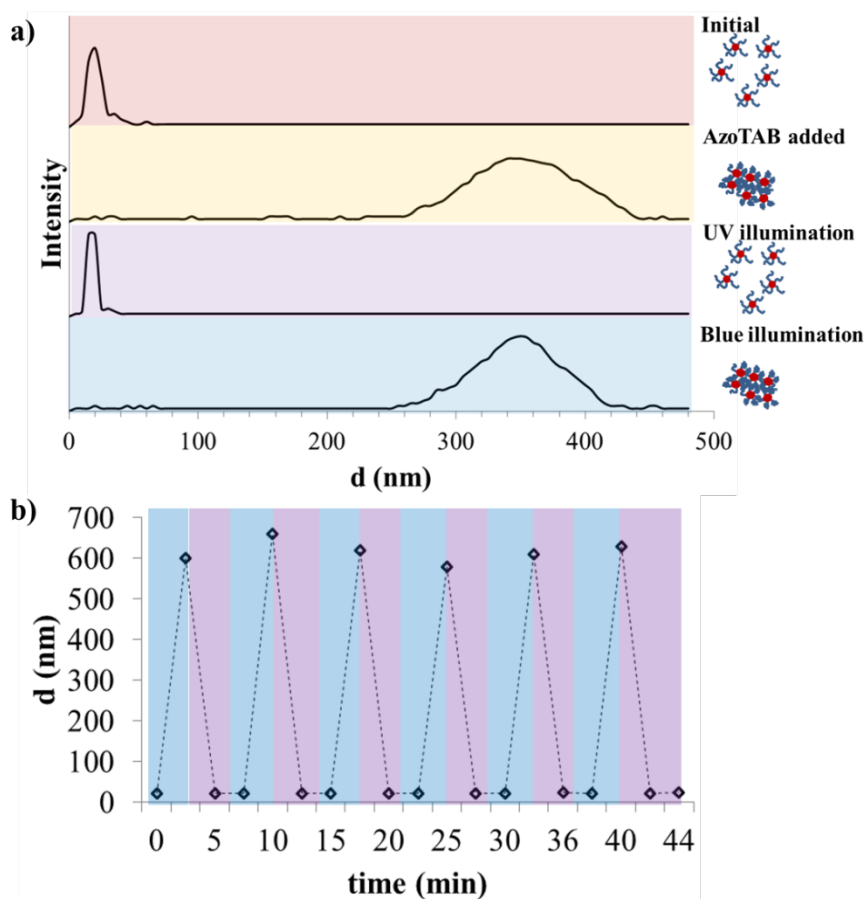 a)
Initial
AzoTAB added
UV illumination
Blue illumination
Intensity
0 100 200 300 400 500
d (nm)
b)
700
600
500
400
300
200
100
0
d (nm)
0 5 10 15 20 25 30 36 40 44
time (min)